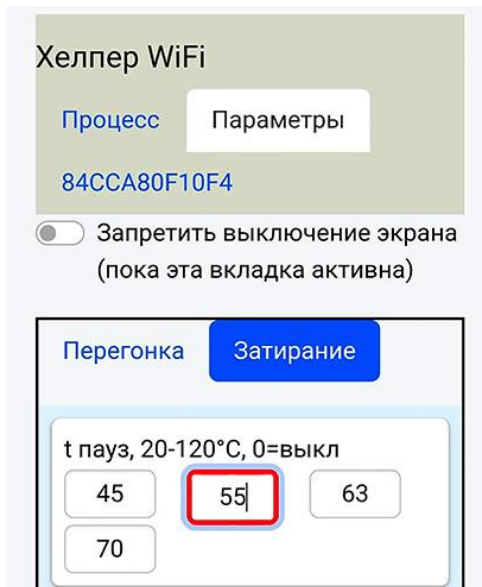 Хелпер WiFi
Процесс Параметры
84CCA80F10F4
Запретить выключение экрана
(пока эта вкладка активна)
Перегонка Затирание
t пауз, 20-120°C, 0=выкл
45 55 63
70